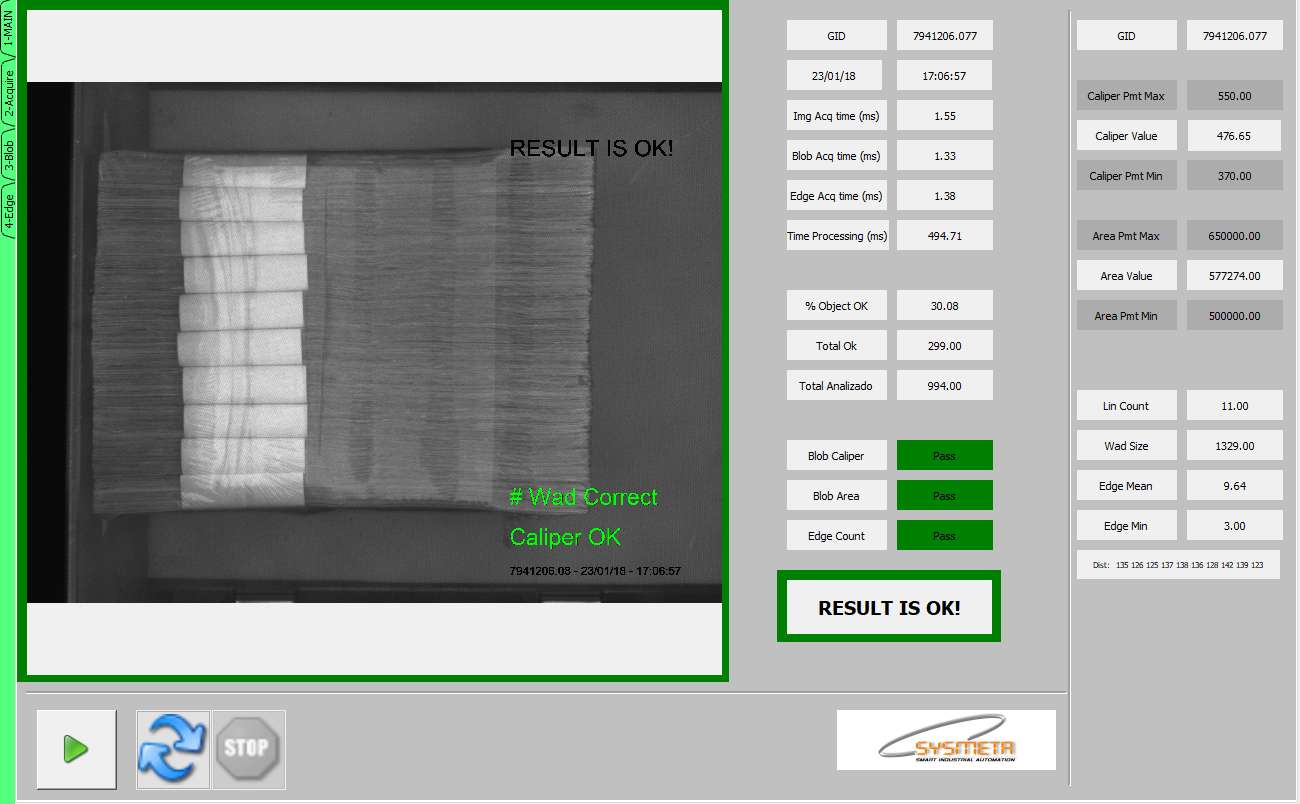 1-MAIN
2-Acquire
3-Blob
4-Edge
RESULT IS OK!
# Wad Correct
Caliper OK
7941206.08 - 23/01/18 - 17:06:57
GID 7941206.077
23/01/18 17:06:57
Img Acq time (ms) 1.55
Blob Acq time (ms) 1.33
Edge Acq time (ms) 1.38
Time Processing (ms) 494.71
% Object OK 30.08
Total Ok 299.00
Total Analizado 994.00
Blob Caliper Pass
Blob Area Pass
Edge Count Pass
RESULT IS OK!
GID 7941206.077
Caliper Pmt Max 550.00
Caliper Value 476.65
Caliper Pmt Min 370.00
Area Pmt Max 650000.00
Area Value 577274.00
Area Pmt Min 500000.00
Lin Count 11.00
Wad Size 1329.00
Edge Mean 9.64
Edge Min 3.00
Dist: 135 126 125 137 138 136 128 142 139 123
STOP
SYSMETA
SMART INDUSTRIAL AUTOMATION